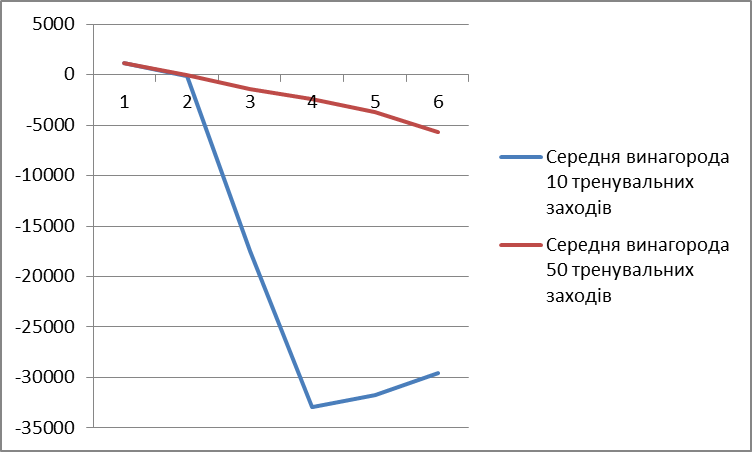 5000
0
-5000
-10000
-15000
-20000
-25000
-30000
-35000
1 2 3 4 5 6
Середня винагорода
10 тренувальних
заходів
Середня винагорода
50 тренувальних
заходів